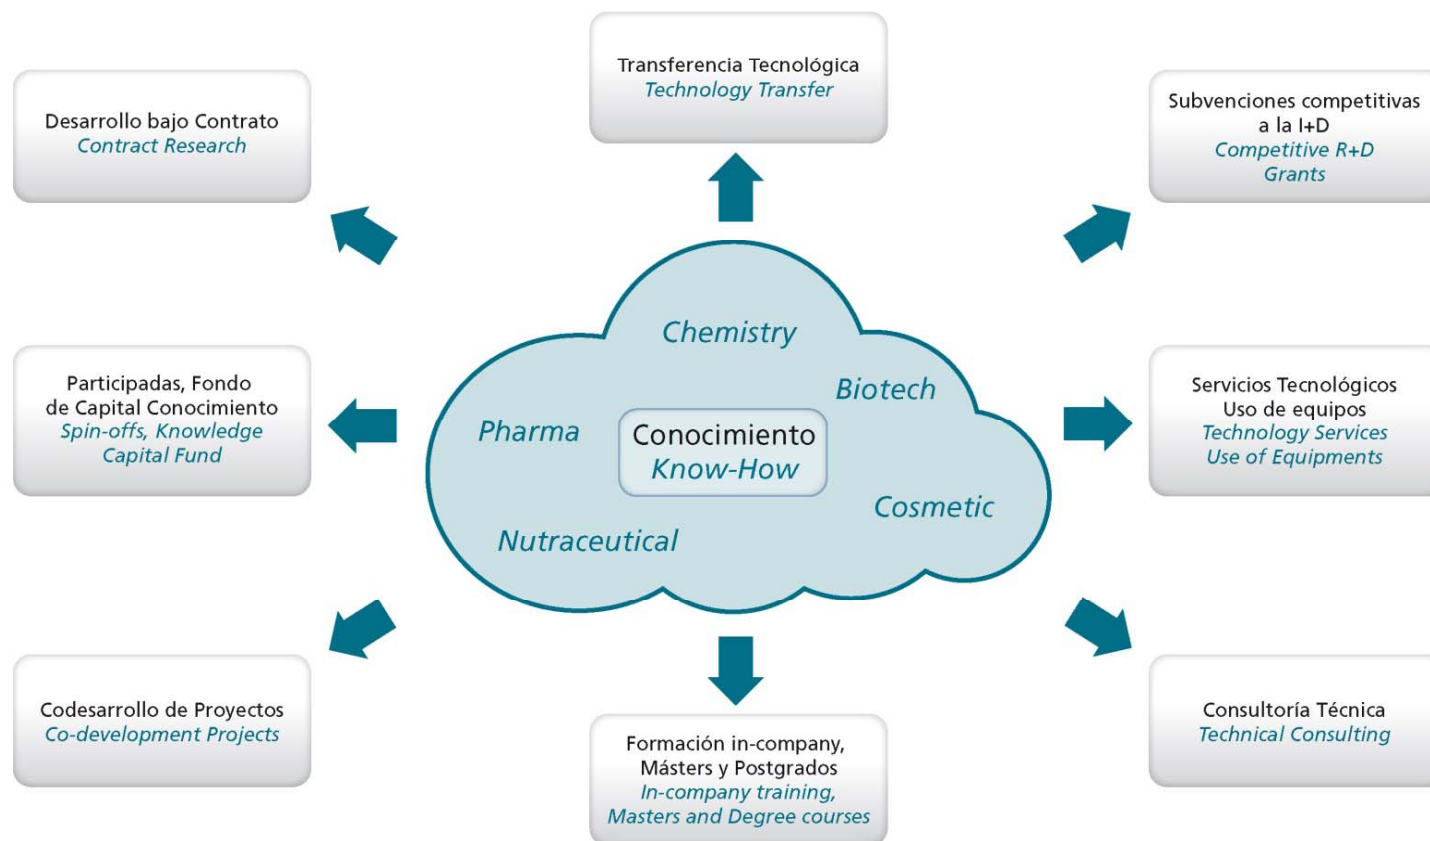 Transferencia Tecnológica
Technology Transfer
Desarrollo bajo Contrato
Contract Research
Subvenciones competitivas
a la I+D
Competitive R+D
Grants
Chemistry
Biotech
Pharma
Conocimiento
Know-How
Cosmetic
Nutraceutical
Participadas, Fondo
de Capital Conocimiento
Spin-offs, Knowledge
Capital Fund
Servicios Tecnológicos
Uso de equipos
Technology Services
Use of Equipments
Codesarrollo de Proyectos
Co-development Projects
Formación in-company,
Másters y Postgrados
In-company training,
Masters and Degree courses
Consultoría Técnica
Technical Consulting